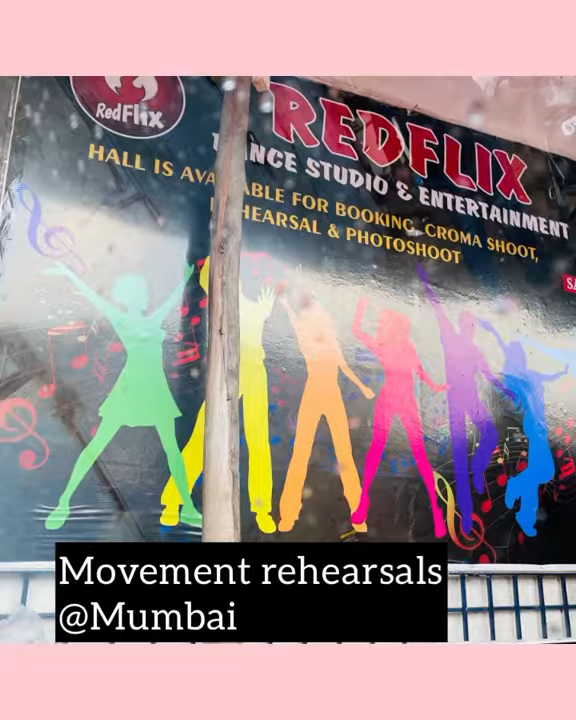 RedFlix
REDFLIX
NCE STUDIO & ENTERTAINMENT
HALL IS AVA ABLE FOR BOOKING, CROMA SHOOT,
HEARSAL & PHOTOSHOOT
Movement rehearsals
@Mumbai